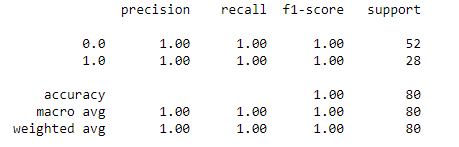 precision recall f1-score support
0.0 1.00 1.00 1.00 52
1.0 1.00 1.00 1.00 28
accuracy 1.00 80
macro avg 1.00 1.00 1.00 80
weighted avg 1.00 1.00 1.00 80